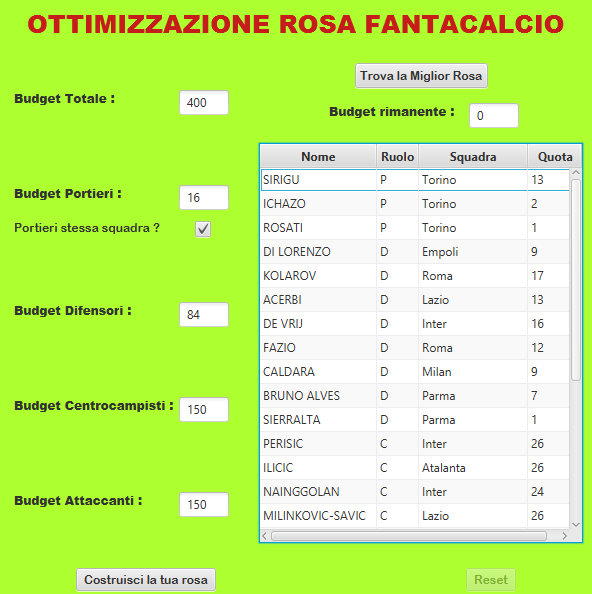 OTTIMIZZAZIONE ROSA FANTACALCIO
Trova la Miglior Rosa
Budget Totale : 400
Budget rimanente : 0
Budget Portieri : 16
Portieri stessa squadra ?
Budget Difensori : 84
Budget Centrocampisti : 150
Budget Attaccanti : 150
Nome Ruolo Squadra Quota
SIRIGU P Torino 13
ICHAZO P Torino 2
ROSATI P Torino 1
DI LORENZO D Empoli 9
KOLAROV D Roma 17
ACERBI D Lazio 13
DE VRIJ D Inter 16
FAZIO D Roma 12
CALDARA D Milan 9
BRUNO ALVES D Parma 7
SIERRALTA D Parma 1
PERISIC C Inter 26
ILICIC C Atalanta 26
NAINGGOLAN C Inter 24
MILINKOVIC-SAVIC C Lazio 26
Costruisci la tua rosa
Reset